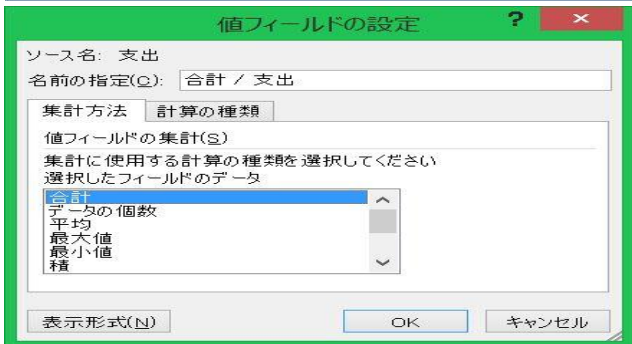 値フィールドの設定 ? ×
ソース名: 支出
名前の指定(C): 合計 / 支出
集計方法 計算の種類
値フィールドの集計(S)
集計に使用する計算の種類を選択してください
選択したフィールドのデータ
合計
データの個数
平均
最大値
最小値
積
表示形式(N) OK キャンセル